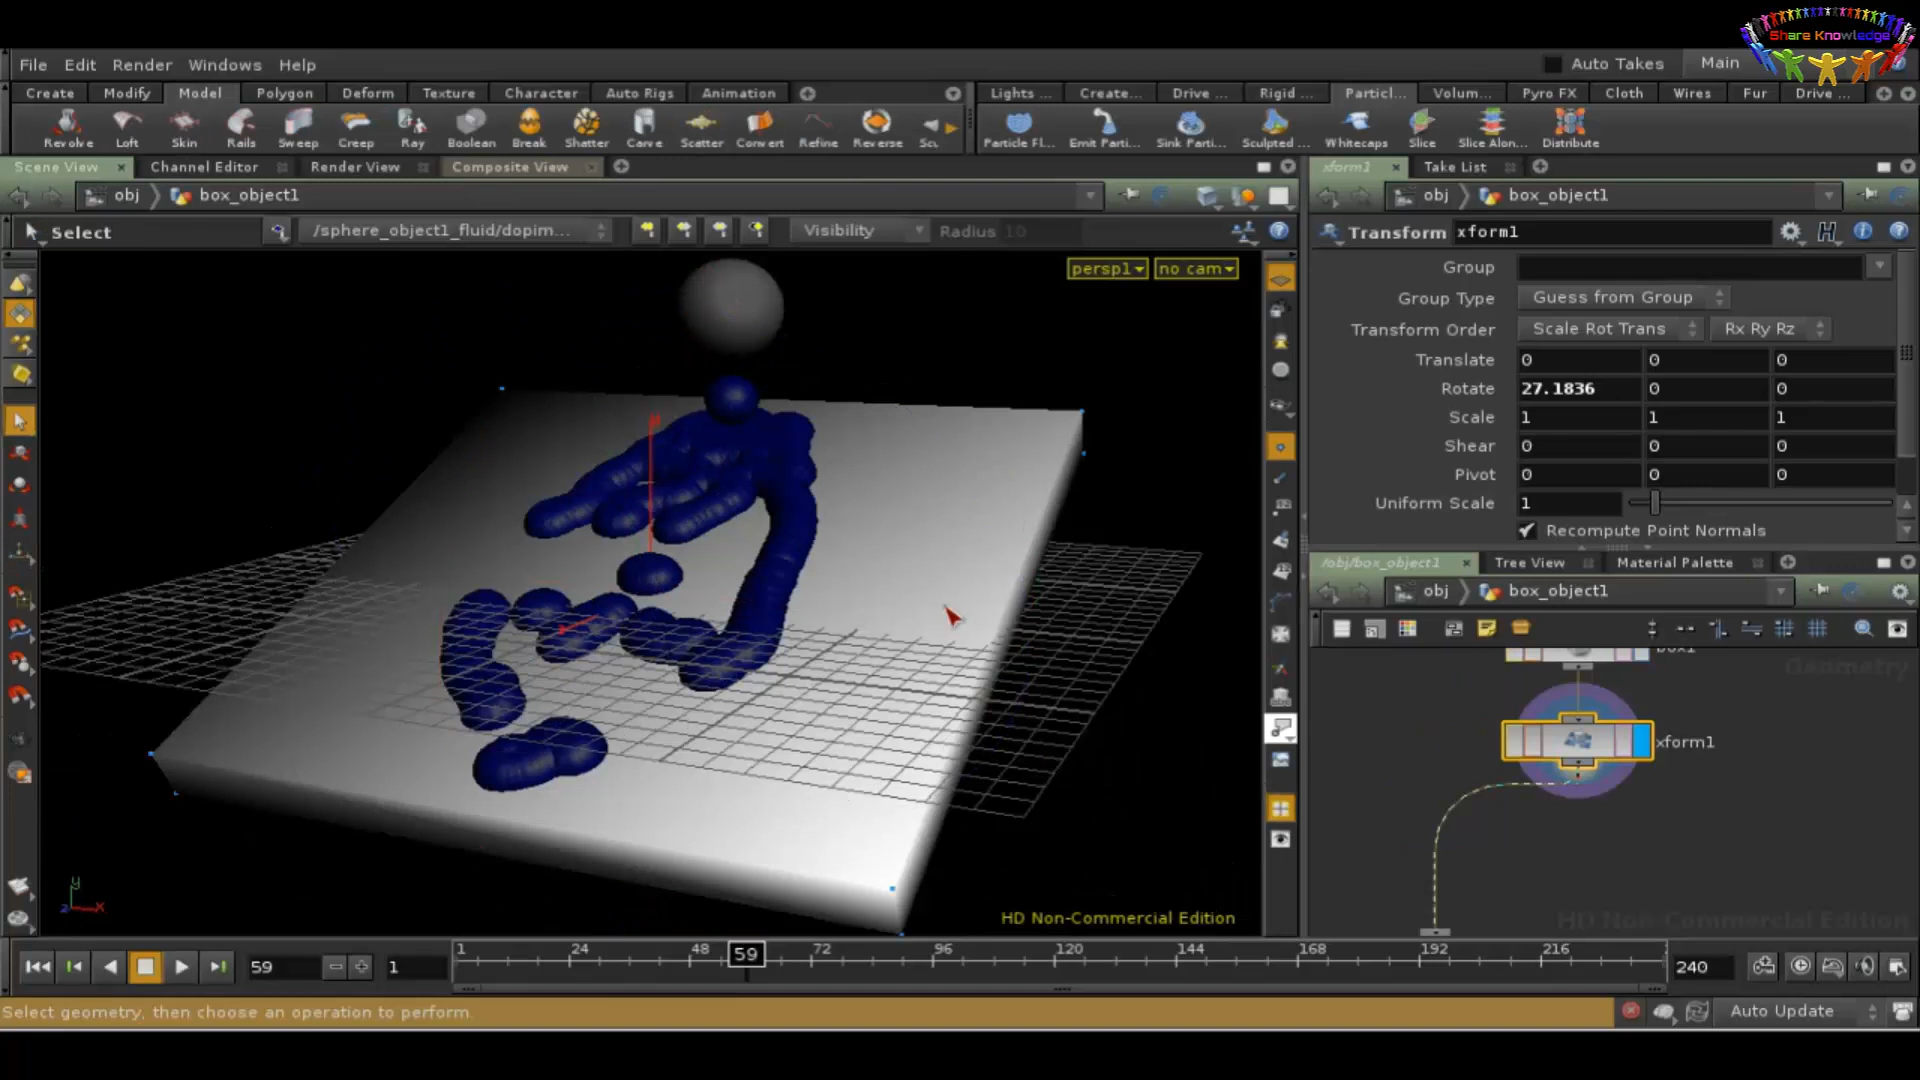 Share Knowledge
File Edit Render Windows Help
Auto Takes Main
Create Modify Model Polygon Deform Texture Character Auto Rigs Animation
Lights ... Create... Drive ... Rigid ... Particl... Volum... Pyro FX Cloth Wires Fur Drive ...
Revolve Loft Skin Rails Sweep Creep Ray Boolean Break Shatter Carve Scatter Convert Refine Reverse Scu
Particle Fl... Emit Parti... Sink Parti... Sculpted ... Whitecaps Slice Slice Alon... Distribute
Scene View Channel Editor Render View Composite View
xform1 Take List
obj box_object1
obj box_object1
Select /sphere_object1_fluid/dopim... Visibility Radius 10
Transform xform1
persp1 no cam
Group
Group Type Guess from Group
Transform Order Scale Rot Trans Rx Ry Rz
Translate 0 0 0
Rotate 27.1836 0 0
Scale 1 1 1
Shear 0 0 0
Pivot 0 0 0
Uniform Scale 1
Recompute Point Normals
/obj/box_object1 Tree View Material Palette
obj box_object1
box1
Geometry
xform1
y
z x
HD Non-Commercial Edition
HD Non-Commercial Edition
1 24 48 59 72 96 120 144 168 192 216
59 1 240
Select geometry, then choose an operation to perform.
Auto Update